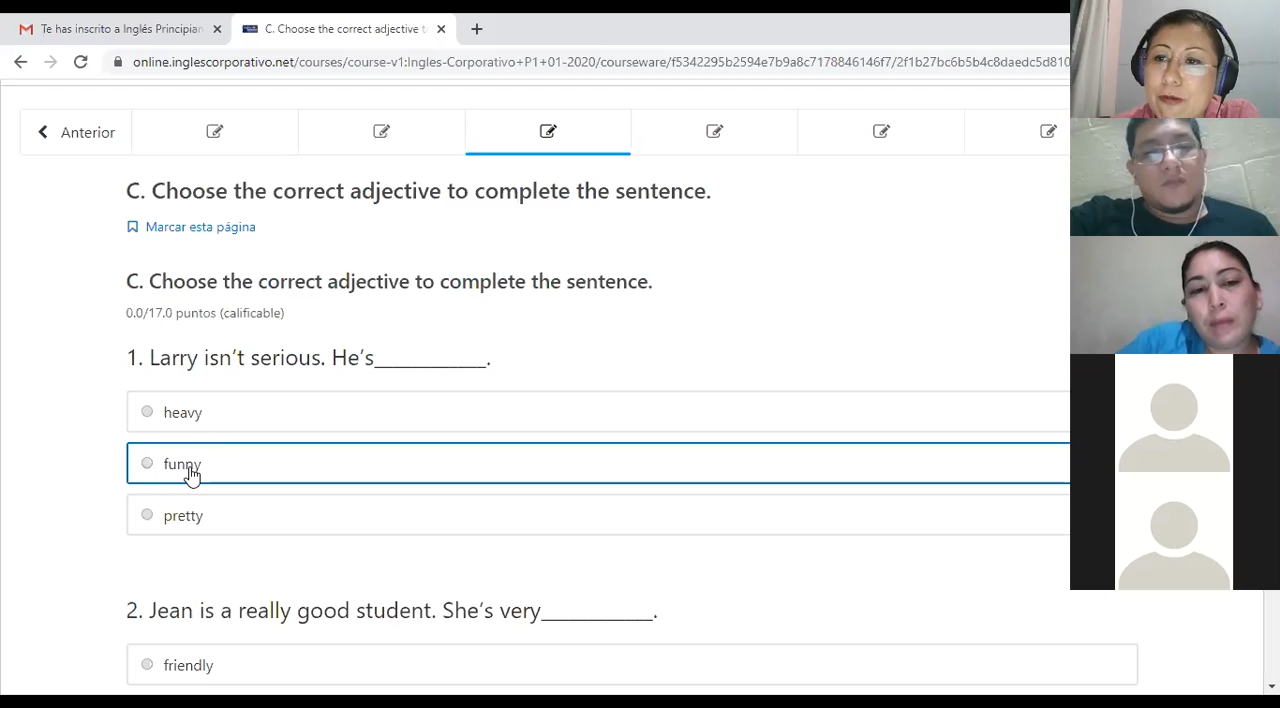 Te has inscrito a Inglés Principian
C. Choose the correct adjective t
online.inglescorporativo.net/courses/course-v1:Ingles-Corporativo+P1+01-2020/courseware/f5342295b2594e7b9a8c7178846146f7/2f1b27bc6b5b4c8daedc5d810
Anterior
C. Choose the correct adjective to complete the sentence.
Marcar esta página
C. Choose the correct adjective to complete the sentence.
0.0/17.0 puntos (calificable)
1. Larry isn't serious. He's____________.
heavy
funny
pretty
2. Jean is a really good student. She's very____________.
friendly